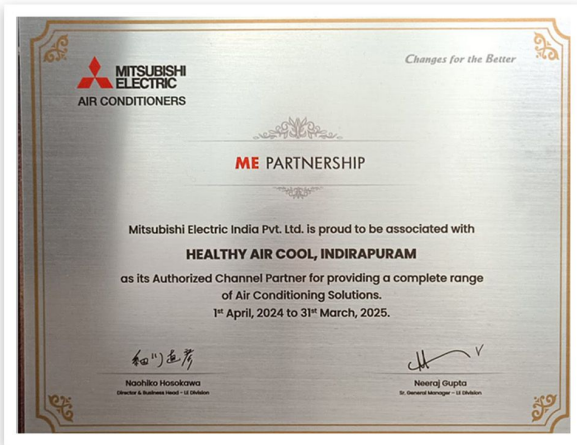 MITSUBISHI
ELECTRIC
AIR CONDITIONERS
Changes for the Better
ME PARTNERSHIP
Mitsubishi Electric India Pvt. Ltd. is proud to be associated with
HEALTHY AIR COOL, INDIRAPURAM
as its Authorized Channel Partner for providing a complete range
of Air Conditioning Solutions.
1st April, 2024 to 31st March, 2025.
細川直彦
Naohiko Hosokawa
Director & Business Head – LE Division
Neeraj Gupta
Sr. General Manager – LE Division